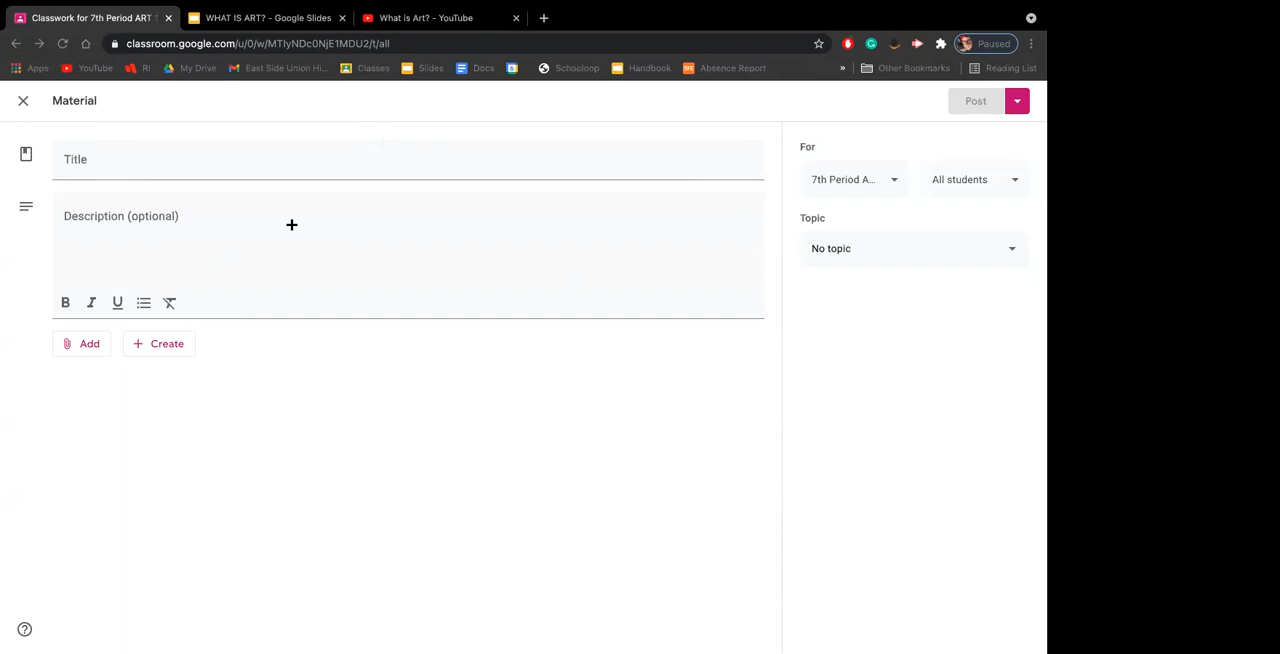 Classwork for 7th Period ART
WHAT IS ART? - Google Slides
What is Art? - YouTube
classroom.google.com/u/0/w/MTIyNDc0NjE1MDU2/t/all
Paused
Apps
YouTube
RI
My Drive
East Side Union Hi...
Classes
Slides
Docs
Schooloop
Handbook
Absence Report
»
Other Bookmarks
Reading List
Material
Post
Title
For
7th Period A...
All students
Description (optional)
Topic
No topic
B I U
Add
Create